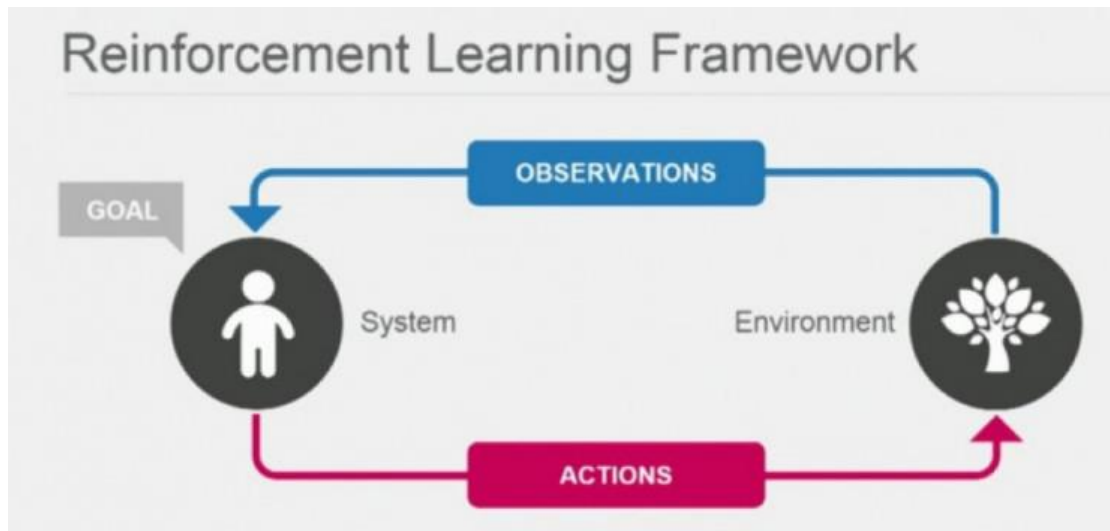 Reinforcement Learning Framework
OBSERVATIONS
GOAL
System
Environment
ACTIONS